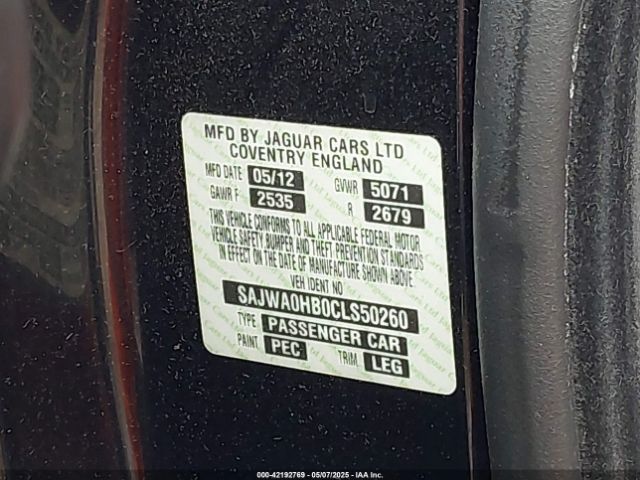 MFD BY JAGUAR CARS LTD
COVENTRY ENGLAND
MFD DATE 05/12 GVWR 5071
GAWR F 2535 R 2679
THIS VEHICLE CONFORMS TO ALL APPLICABLE FEDERAL MOTOR
VEHICLE SAFETY BUMPER AND THEFT PREVENTION STANDARDS
IN EFFECT ON THE DATE OF MANUFACTURE SHOWN ABOVE
VEH IDENT NO
SAJWA0HB0CLS50260
TYPE PASSENGER CAR
PAINT PEC TRIM LEG
000-42192769 - 05/07/2025 - IAA Inc.